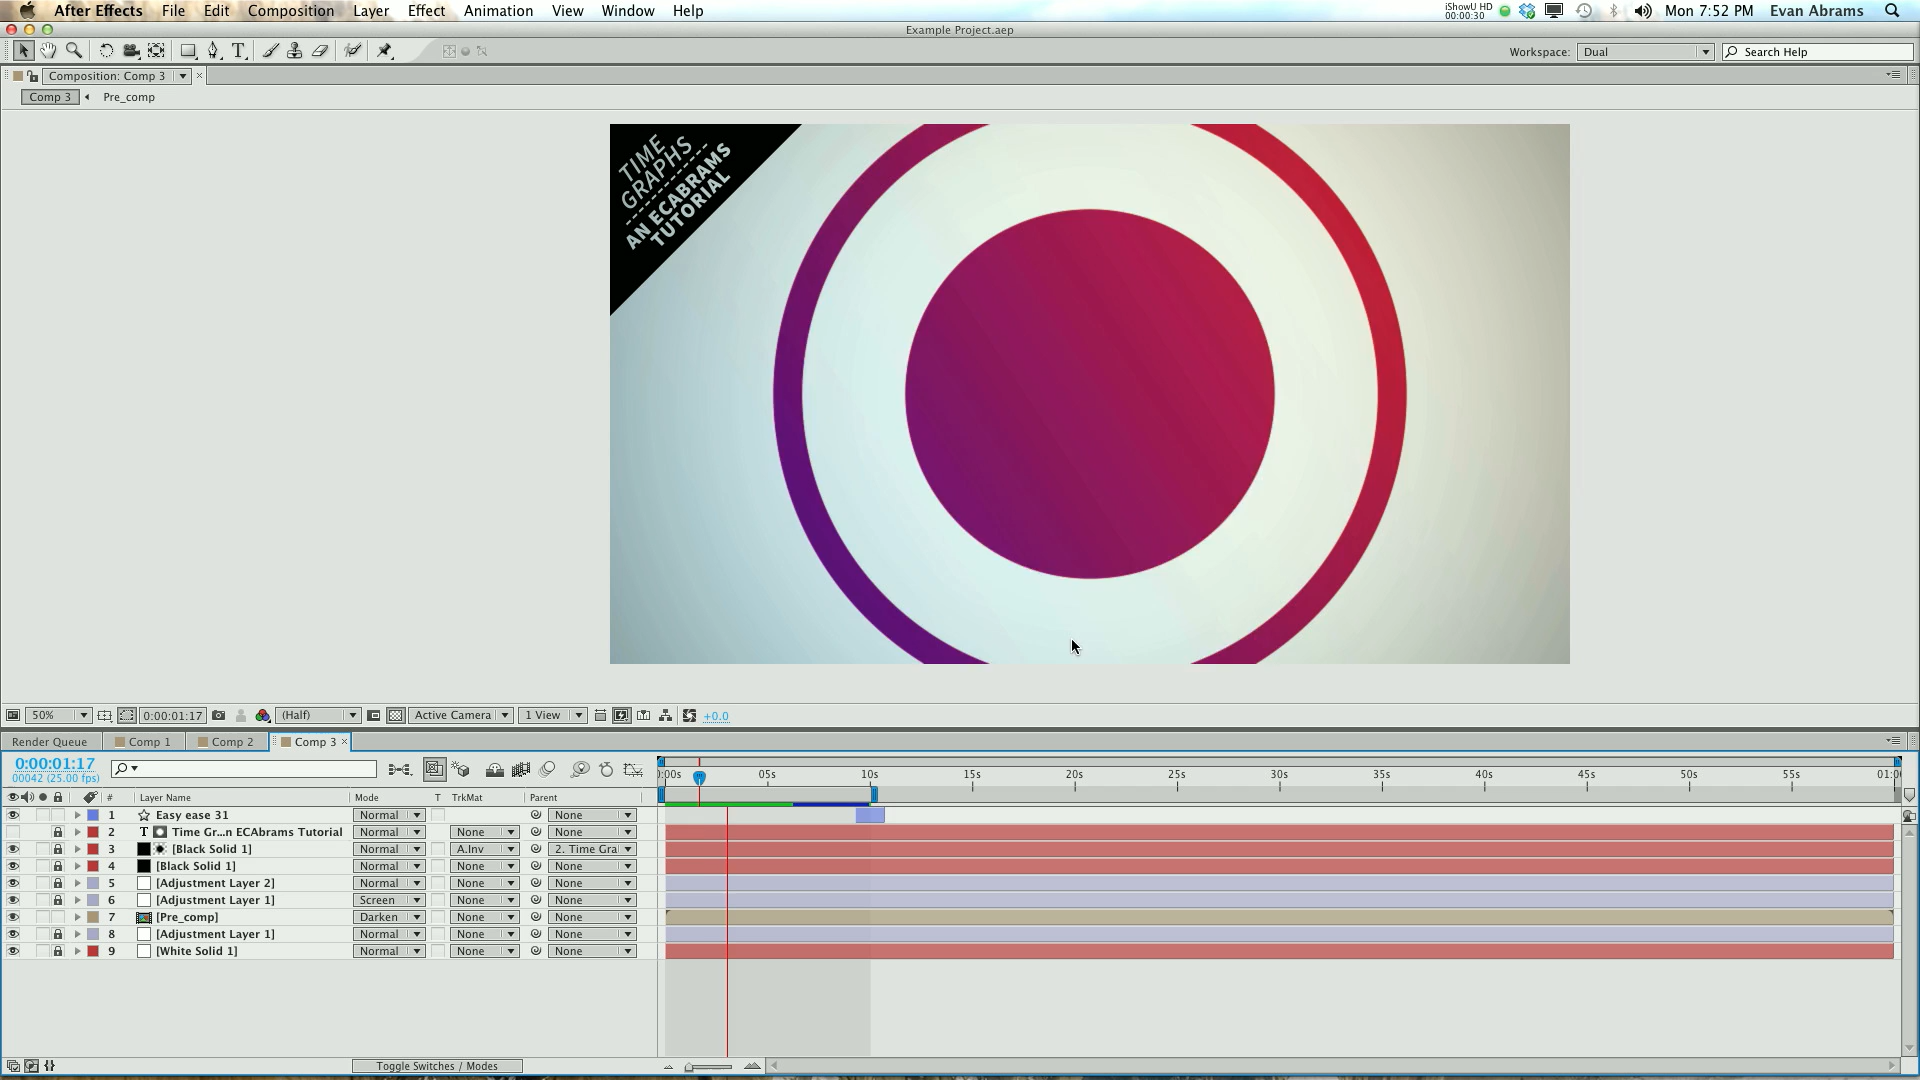 After Effects File Edit Composition Layer Effect Animation View Window Help
iShowU HD
00:00:30
Mon 7:52 PM Evan Abrams
Example Project.aep
Workspace: Dual Search Help
Composition: Comp 3
Comp 3 Pre_comp
TIME
GRAPHS
AN ECABRAMS
TUTORIAL
50% 0:00:01:17 (Half) Active Camera 1 View +0.0
Render Queue Comp 1 Comp 2 Comp 3
0:00:01:17
00042 (25.00 fps)
0:00s 05s 10s 15s 20s 25s 30s 35s 40s 45s 50s 55s 01:0
# Layer Name Mode T TrkMat Parent
1 Easy ease 31 Normal None
2 T Time Gr...n ECAbrams Tutorial Normal None None
3 [Black Solid 1] Normal A.Inv 2. Time Gra
4 [Black Solid 1] Normal None None
5 [Adjustment Layer 2] Normal None None
6 [Adjustment Layer 1] Screen None None
7 [Pre_comp] Darken None None
8 [Adjustment Layer 1] Normal None None
9 [White Solid 1] Normal None None
Toggle Switches / Modes